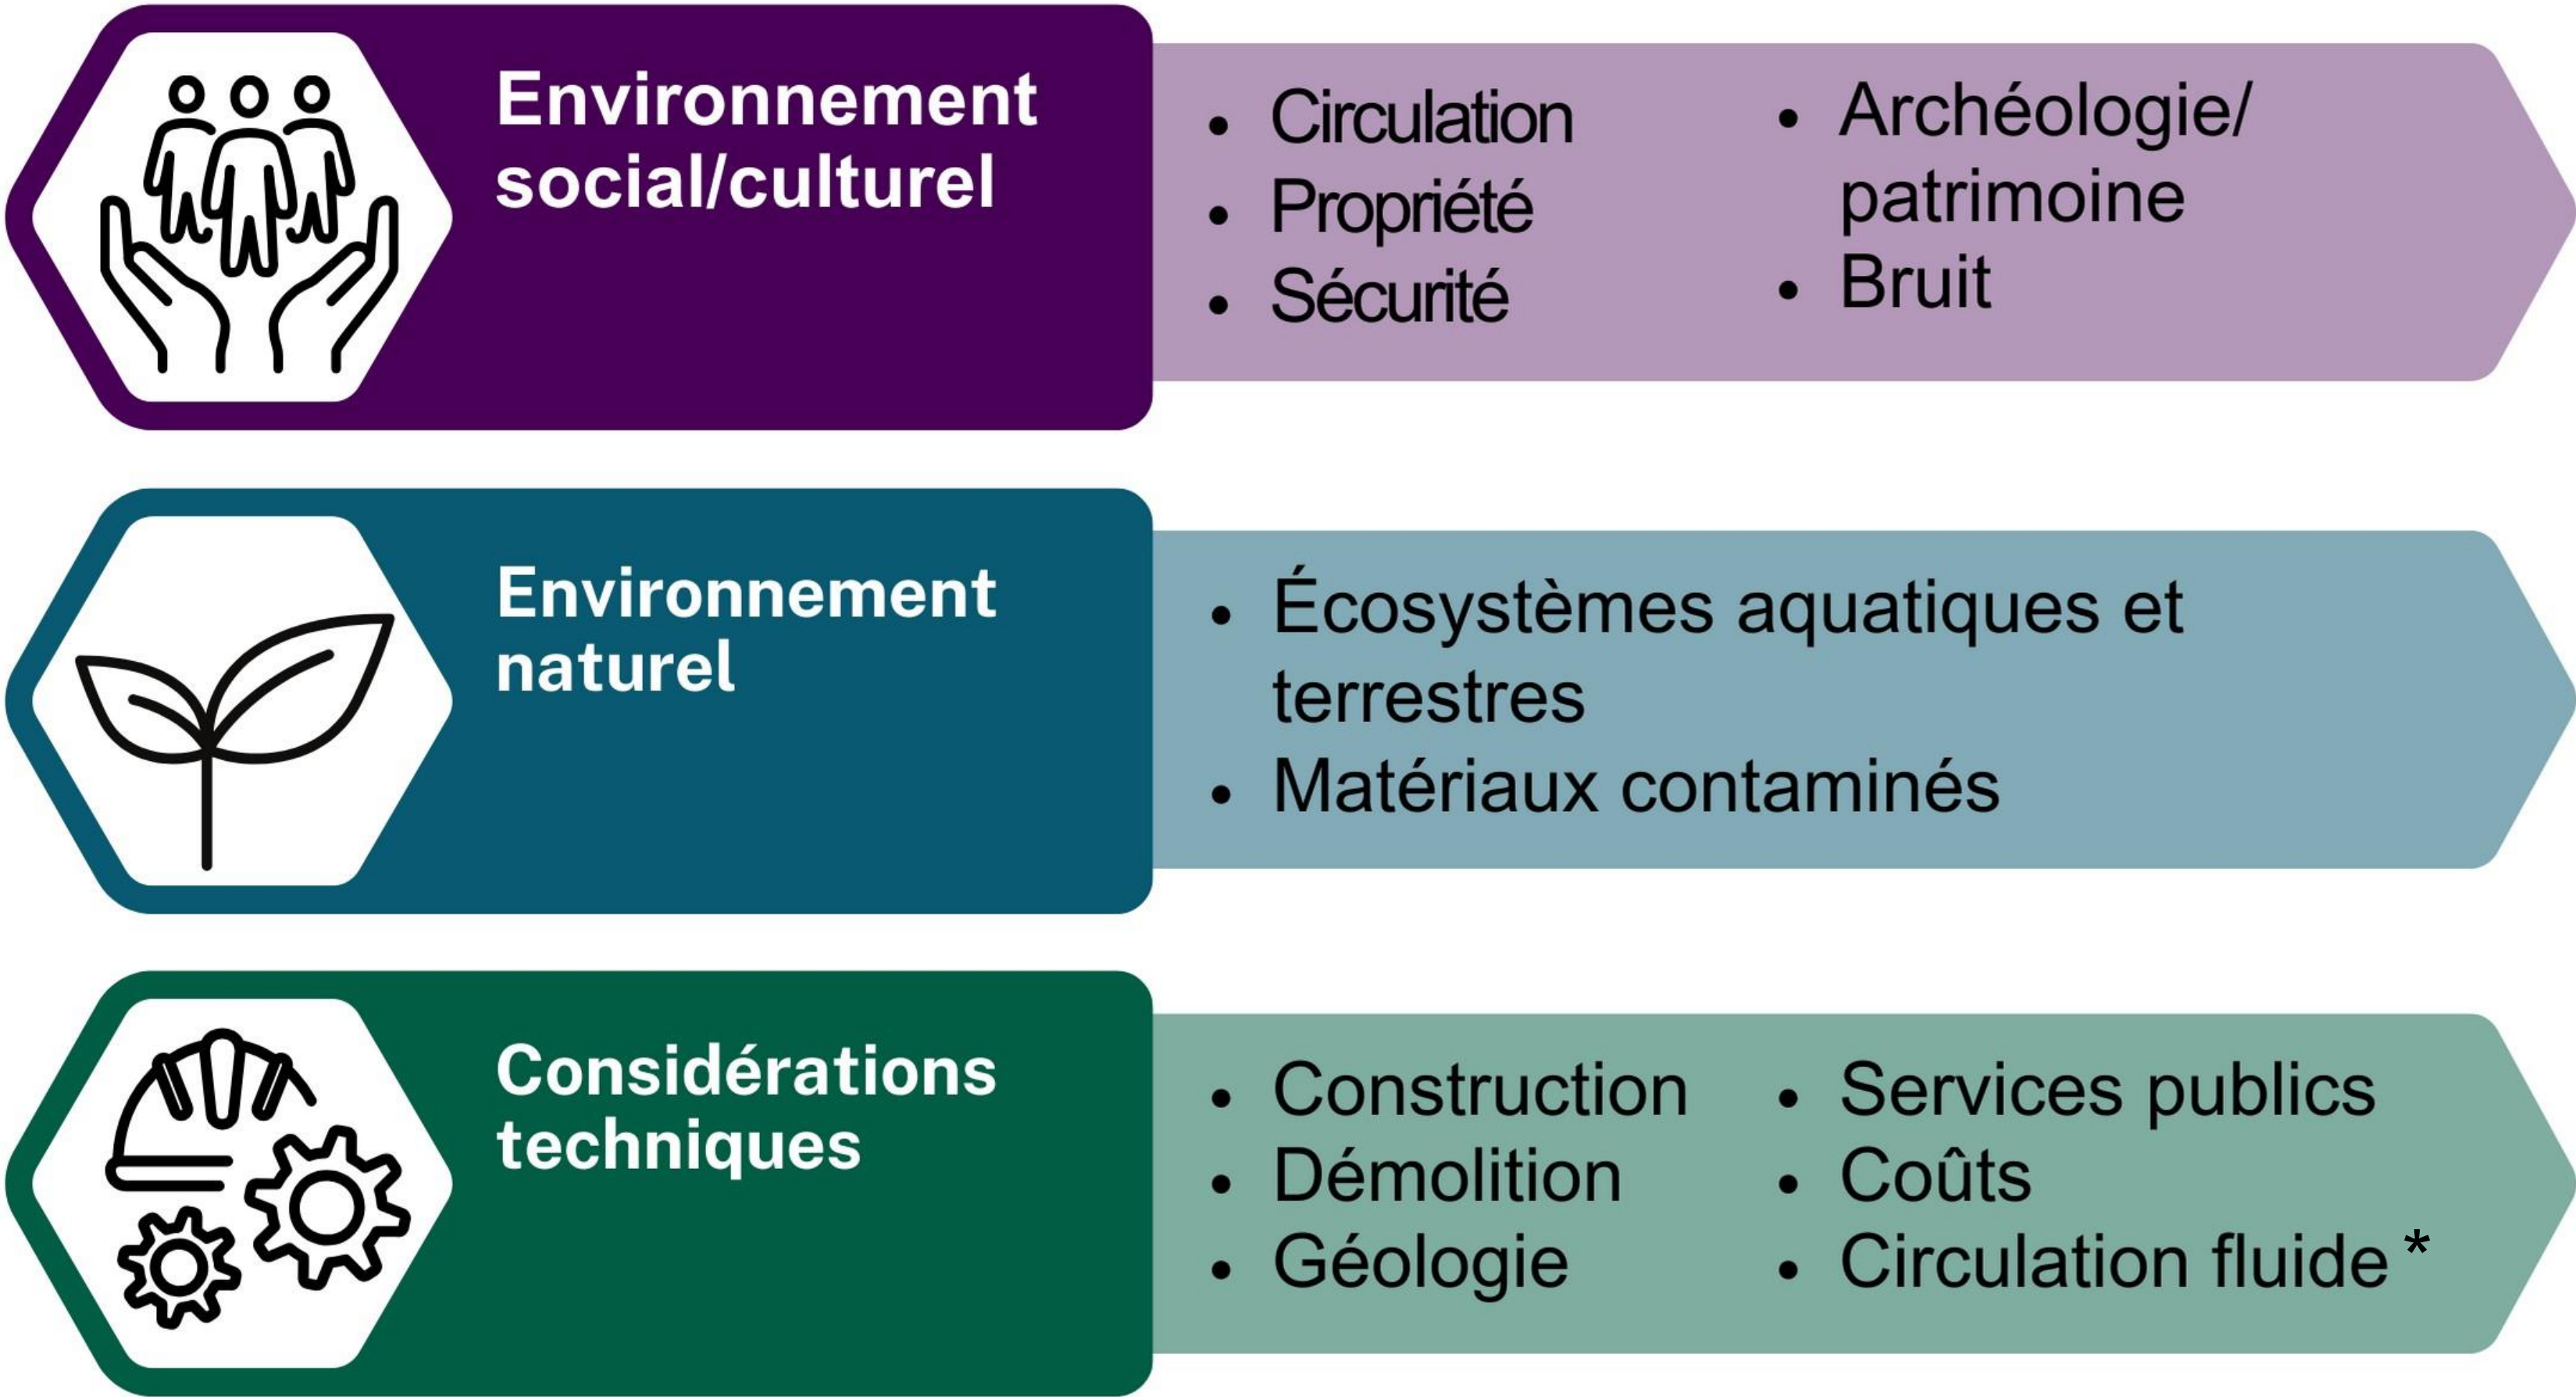 Environnement
social/culturel
• Circulation
• Propriété
• Sécurité
• Archéologie/
patrimoine
• Bruit
Environnement
naturel
• Écosystèmes aquatiques et
terrestres
• Matériaux contaminés
Considérations
techniques
• Construction
• Démolition
• Géologie
• Services publics
• Coûts
• Circulation fluide *